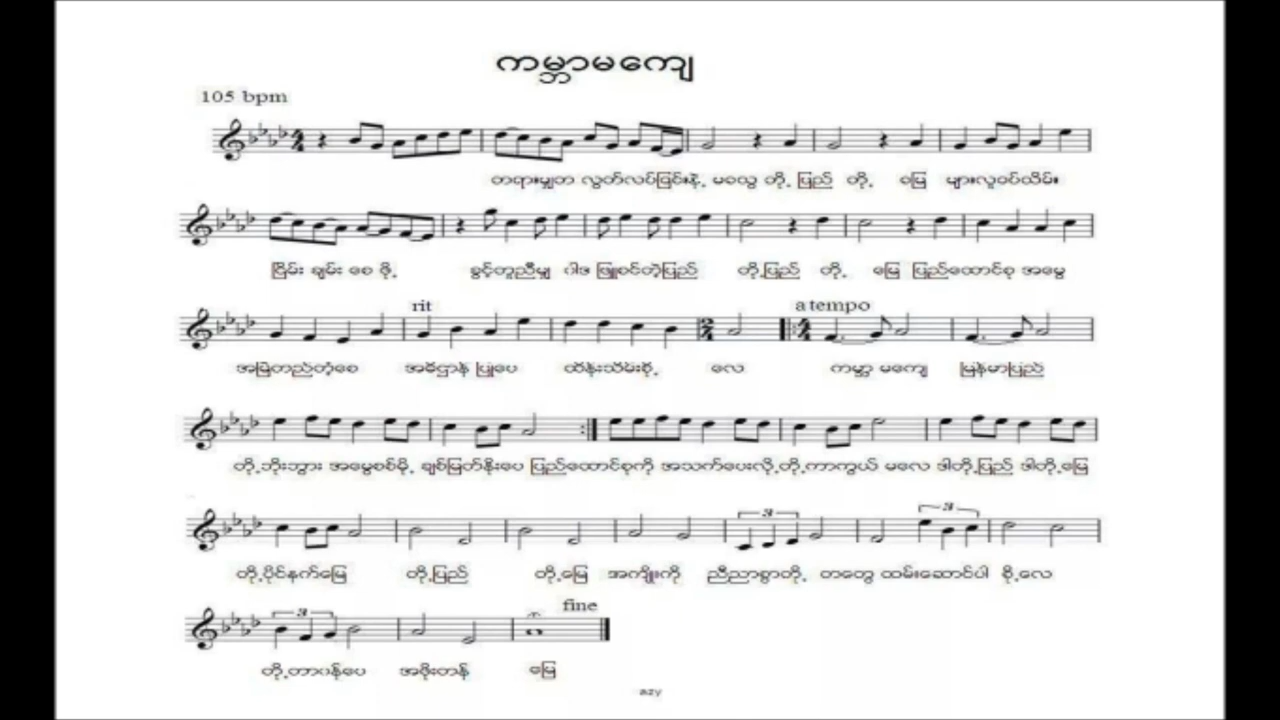 ကမ္ဘာမကျေ
105 bpm
တရားမျှတ လွတ်လပ်ခြင်းနဲ့ မသွေ တို့ ပြည် တို့ မြေ များလူခပ်သိမ်း
ငြိမ်း ချမ်း စေ ဖို့ ခွင့်တူညီမျှ ဝါဒ ဖြူစင်တဲ့ပြည် တို့ပြည် တို့ မြေ ပြည်ထောင်စု အမွေ
rit
a tempo
အမြဲတည်တံ့စေ အဓိဌာန် ပြုပေ ထိန်းသိမ်းစို့ လေ ကမ္ဘာ မကျေ မြန်မာပြည်
တို့ဘိုးဘွား အမွေစစ်မို့ ချစ်မြတ်နိုးပေ ပြည်ထောင်စုကို အသက်ပေးလို့တို့ကာကွယ် မလေ ဒါတို့ပြည် ဒါတို့မြေ
3
3
တို့ပိုင်နက်မြေ တို့ပြည် တို့မြေ အကျိုးကို ညီညာစွာတို့ တတွေ ထမ်းဆောင်ပါ စို့လေ
3
fine
တို့တာဝန်ပေ အဖိုးတန် မြေ
azy